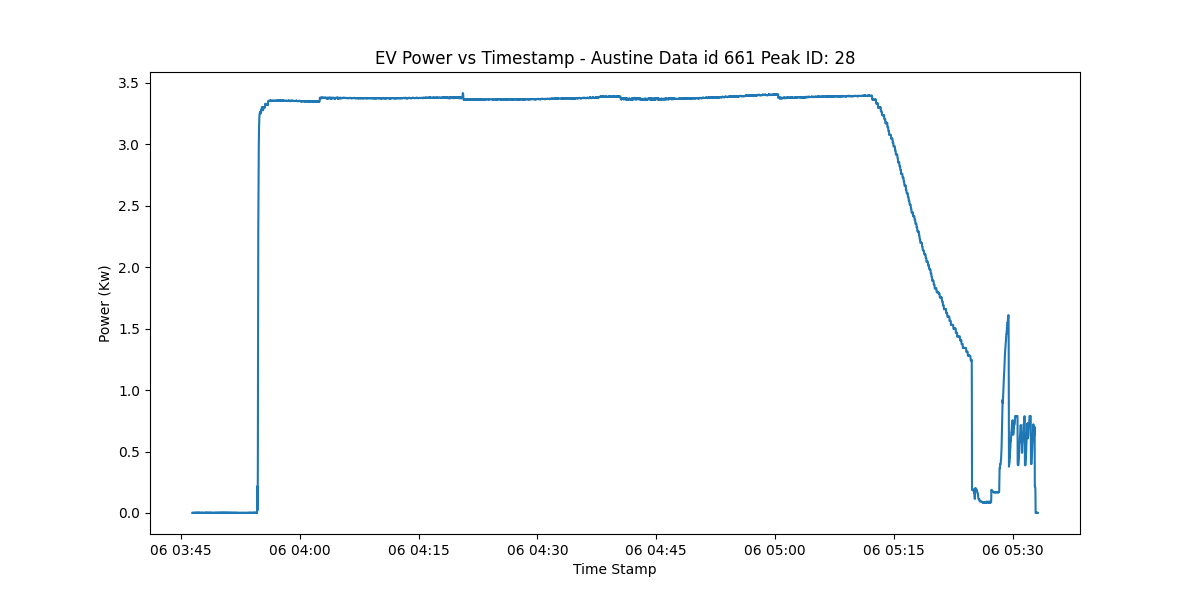 EV Power vs Timestamp - Austine Data id 661 Peak ID: 28
3.5
3.0
2.5
2.0
1.5
1.0
0.5
0.0
Power (Kw)
06 03:45 06 04:00 06 04:15 06 04:30 06 04:45 06 05:00 06 05:15 06 05:30
Time Stamp